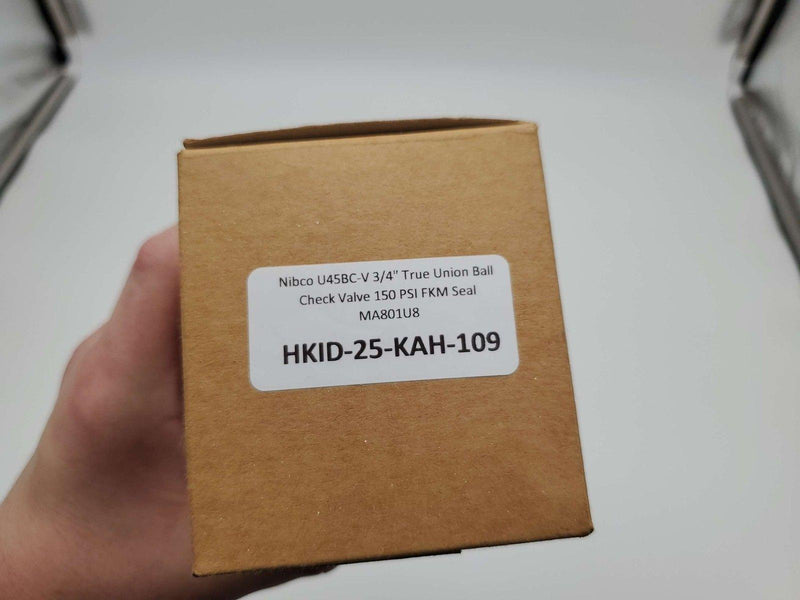 Nibco U45BC-V 3/4" True Union Ball
Check Valve 150 PSI FKM Seal
MA801U8
HKID-25-KAH-109